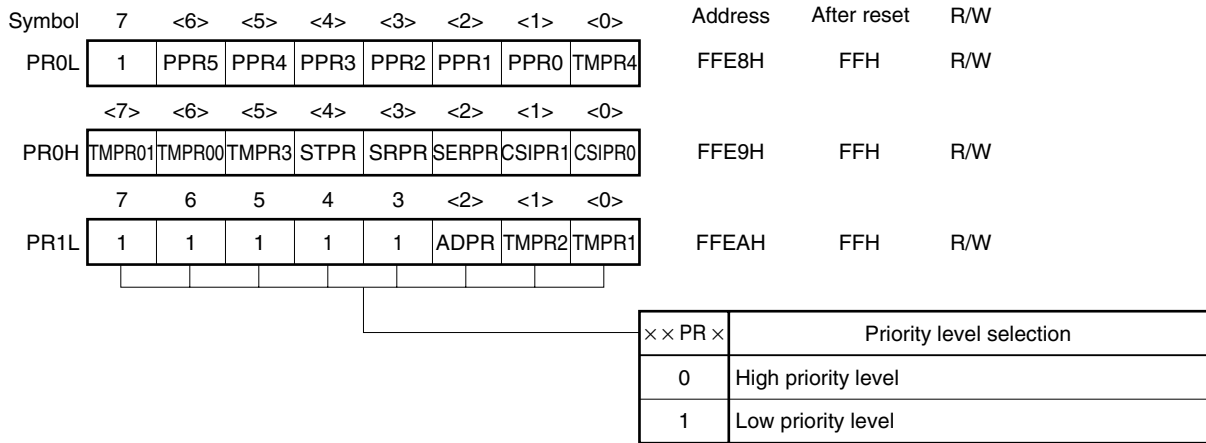 Symbol 7 <6> <5> <4> <3> <2> <1> <0> Address After reset R/W
PR0L 1 PPR5 PPR4 PPR3 PPR2 PPR1 PPR0 TMPR4 FFE8H FFH R/W
<7> <6> <5> <4> <3> <2> <1> <0>
PR0H TMPR01 TMPR00 TMPR3 STPR SRPR SERPR CSIPR1 CSIPR0 FFE9H FFH R/W
7 6 5 4 3 <2> <1> <0>
PR1L 1 1 1 1 1 ADPR TMPR2 TMPR1 FFEAH FFH R/W
××PR× Priority level selection
0 High priority level
1 Low priority level